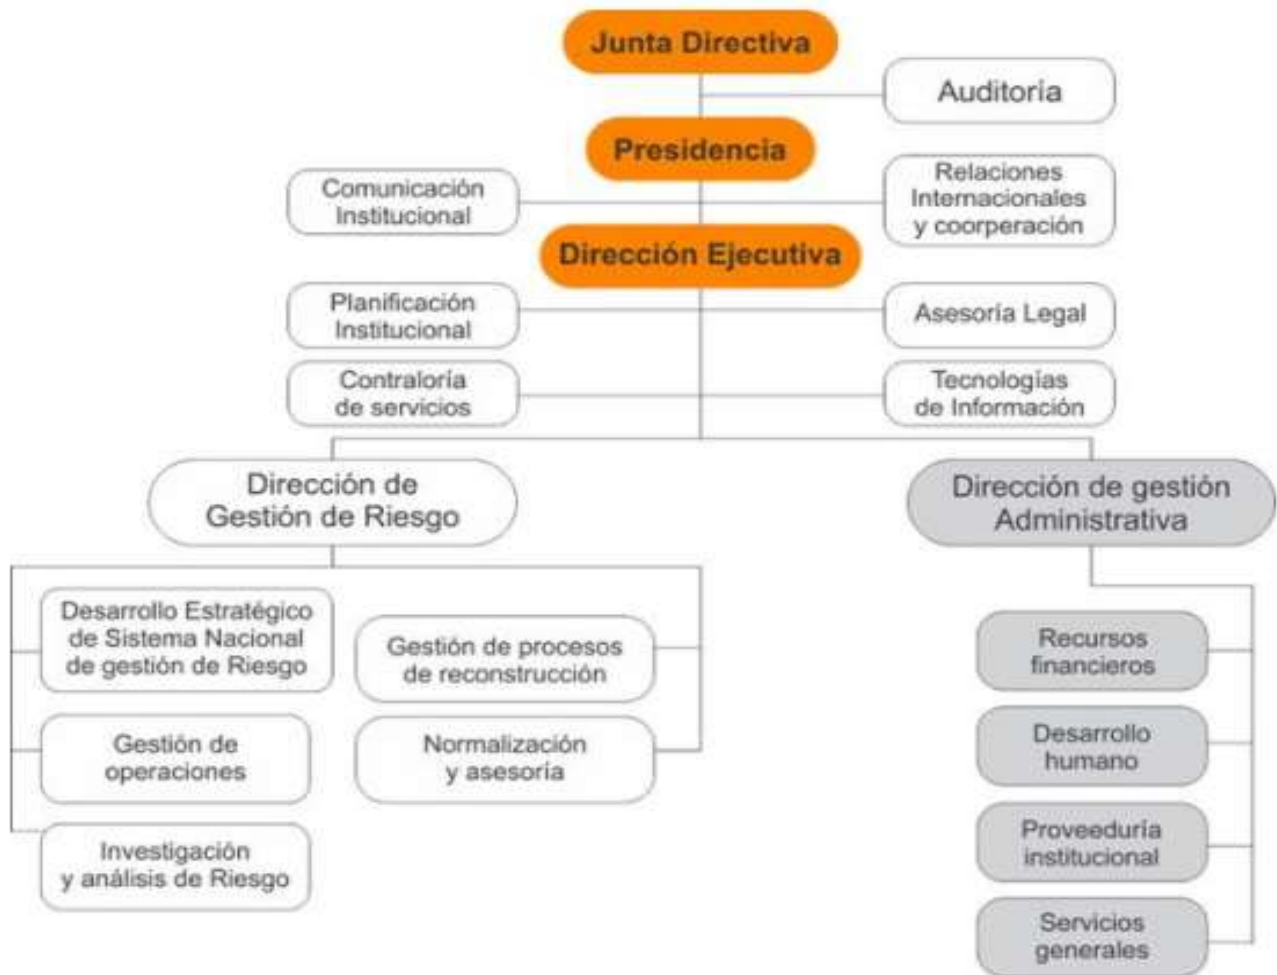 Junta Directiva
Auditoría
Presidencia
Comunicación
Institucional
Relaciones
Internacionales
y coorperación
Dirección Ejecutiva
Planificación
Institucional
Asesoría Legal
Contraloría
de servicios
Tecnologías
de Información
Dirección de
Gestión de Riesgo
Dirección de gestión
Administrativa
Desarrollo Estratégico
de Sistema Nacional
de gestión de Riesgo
Gestión de procesos
de reconstrucción
Recursos
financieros
Gestión de
operaciones
Normalización
y asesoría
Desarrollo
humano
Investigación
y análisis de Riesgo
Proveeduría
institucional
Servicios
generales